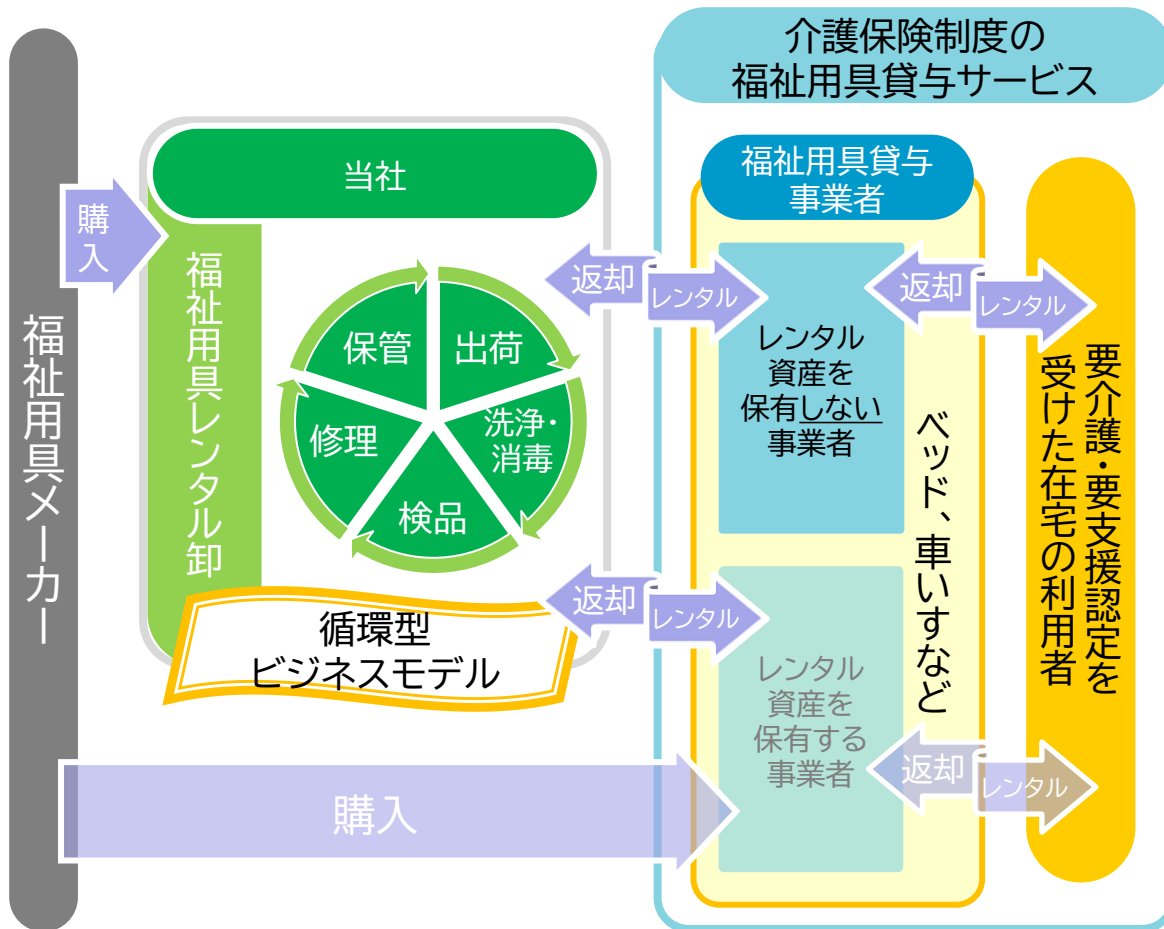 介護保険制度の
福祉用具貸与サービス
福祉用具メーカー
購
入
当社
福祉用具レンタル卸
保管
出荷
洗浄・
消毒
検品
修理
循環型
ビジネスモデル
返却
レンタル
返却
レンタル
購入
福祉用具貸与
事業者
レンタル
資産を
保有しない
事業者
レンタル
資産を
保有する
事業者
ベッド、車いすなど
返却
レンタル
返却
レンタル
要介護・要支援認定を
受けた在宅の利用者